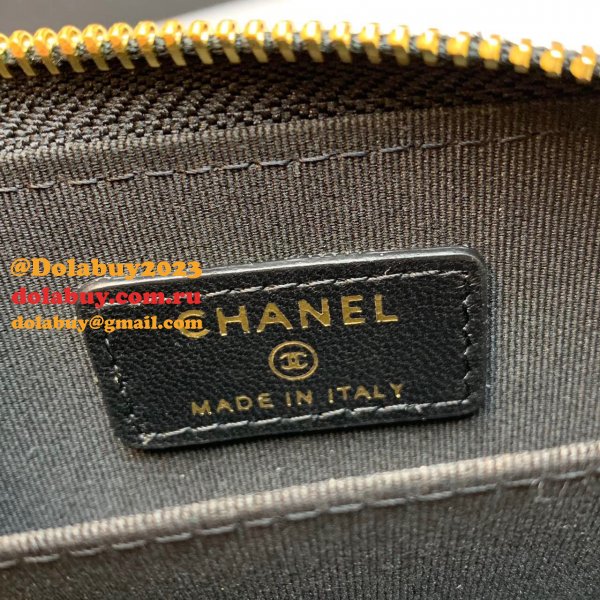 @Dolabuy2023
dolabuy.com.ru
dolabuy@gmail.com
CHANEL
MADE IN ITALY